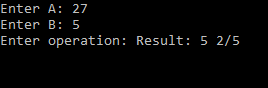 Enter A: 27
Enter B: 5
Enter operation: Result: 5 2/5